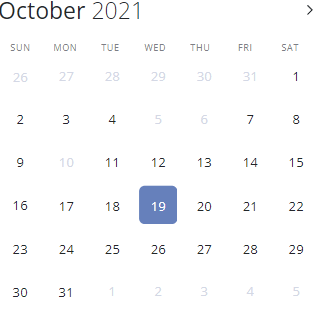 October 2021
SUN MON TUE WED THU FRI SAT
26 27 28 29 30 31 1
2 3 4 5 6 7 8
9 10 11 12 13 14 15
16 17 18 19 20 21 22
23 24 25 26 27 28 29
30 31 1 2 3 4 5